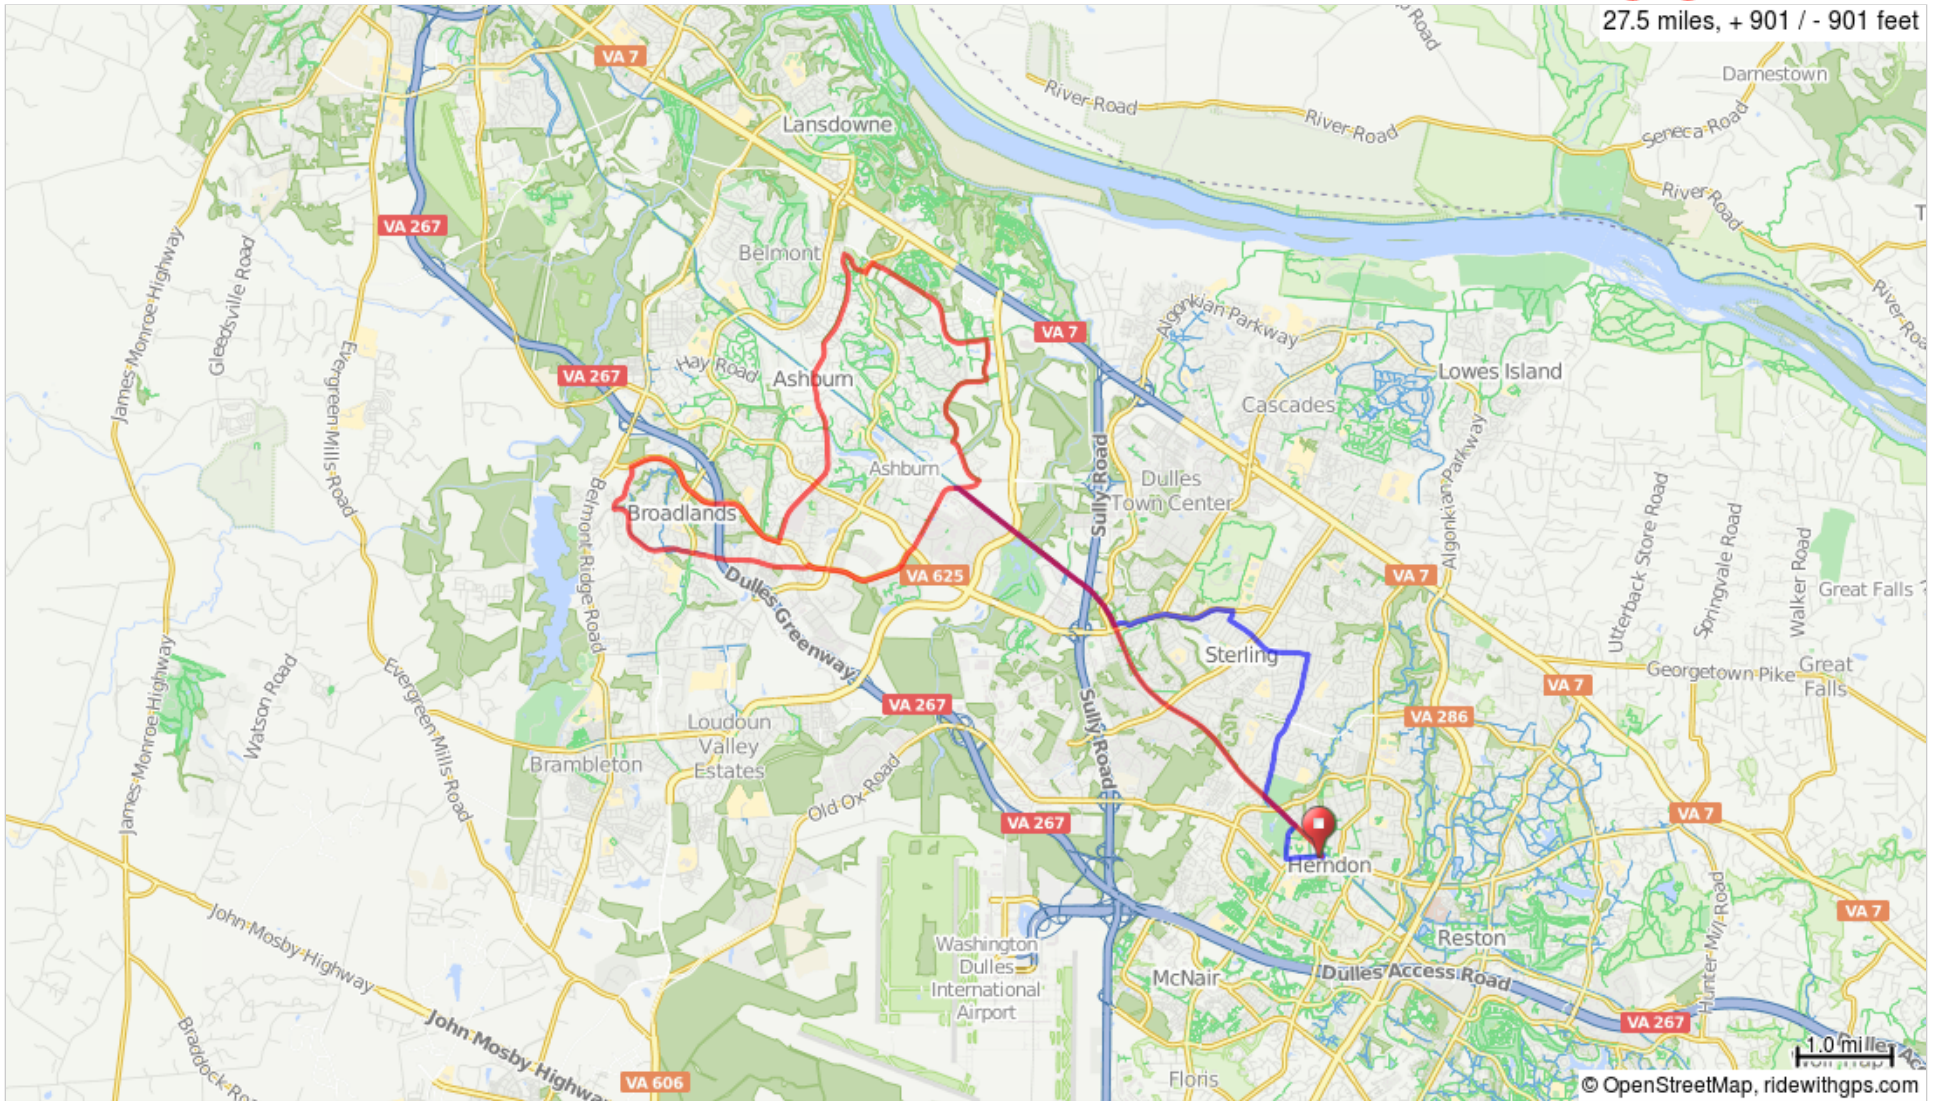 27.5 miles, + 901 / - 901 feet
VA 7
Darnestown
River Road
River Road
Seneca Road
Lansdowne
River Road
VA 267
Belmont
James Monroe Highway
Gleedsville Road
River Road
Algonkian Parkway
VA 7
Hay Road
VA 267
Ashburn
Lowes Island
Cascades
Evergreen Mills Road
Sully Road
Algonkian Parkway
Ashburn
Dulles
Town Center
Broadlands
Belmont Ridge Road
Utterback Store Road
Springvale Road
Walker Road
VA 625
VA 7
Great Falls
Dulles Greenway
Sterling
Georgetown Pike
Great
Falls
James Monroe Highway
Watson Road
Evergreen Mills Road
VA 7
VA 267
VA 286
Sully Road
Loudoun
Valley
Estates
Brambleton
Old Ox Road
VA 267
VA 7
Herndon
Hunter Mill Road
VA 7
John Mosby Highway
Washington
Dulles
International
Airport
Reston
McNair
Dulles Access Road
John Mosby Highway
VA 267
Braddock
1.0 mi
VA 606
Floris
© OpenStreetMap, ridewithgps.com